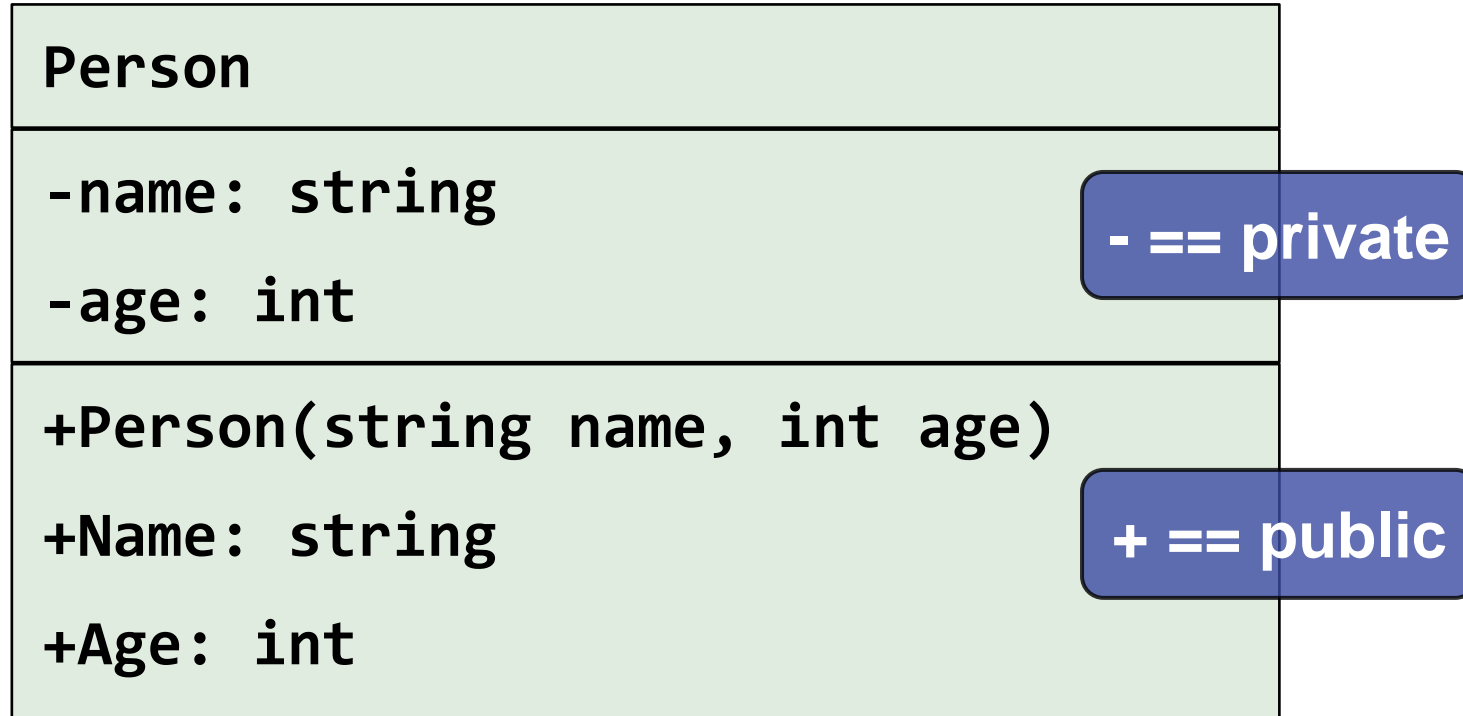 Person
-name: string
-age: int
- == private
+Person(string name, int age)
+Name: string
+Age: int
+ == public